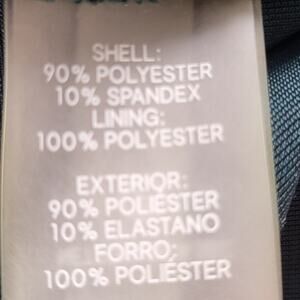 SHELL:
90% POLYESTER
10% SPANDEX
LINING:
100% POLYESTER
EXTERIOR:
90% POLIÉSTER
10% ELASTANO
FORRO:
100% POLIÉSTER